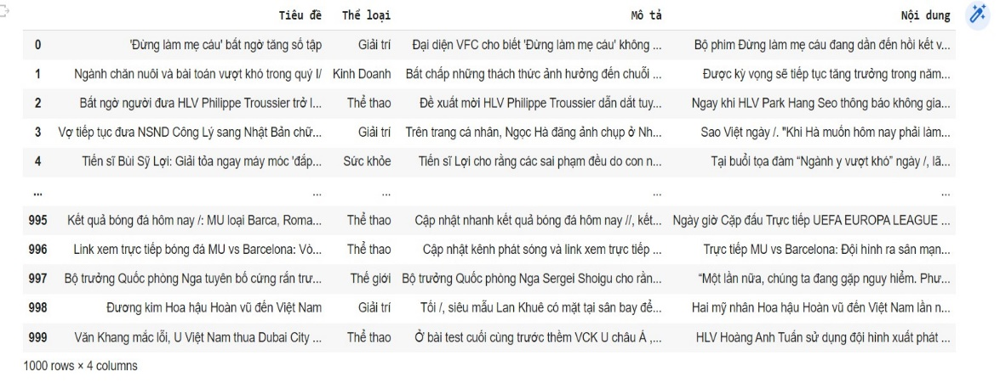 Tiêu đề Thể loại Mô tả Nội dung
0 'Đừng làm mẹ cáu' bất ngờ tăng số tập Giải trí Đại diện VFC cho biết 'Đừng làm mẹ cáu' không ... Bộ phim Đừng làm mẹ cáu đang dần đến hồi kết v...
1 Ngành chăn nuôi và bài toán vượt khó trong quý I/ Kinh Doanh Bất chấp những thách thức ảnh hưởng đến chuỗi ... Được kỳ vọng sẽ tiếp tục tăng trưởng trong năm...
2 Bất ngờ người đưa HLV Philippe Troussier trở l... Thể thao Đề xuất mời HLV Philippe Troussier dẫn dắt tuy... Ngay khi HLV Park Hang Seo thông báo không gia...
3 Vợ tiếp tục đưa NSND Công Lý sang Nhật Bản chữ... Giải trí Trên trang cá nhân, Ngọc Hà đăng ảnh chụp ở Nh... Sao Việt ngày /. "Khi Hà muốn hôm nay phải làm...
4 Tiến sĩ Bùi Sỹ Lợi: Giải tỏa ngay máy móc 'đắp... Sức khỏe Tiến sĩ Lợi cho rằng các sai phạm đều do con n... Tại buổi tọa đàm “Ngành y vượt khó” ngày /, lã...
... ... ... ... ...
995 Kết quả bóng đá hôm nay /: MU loại Barca, Roma... Thể thao Cập nhật nhanh kết quả bóng đá hôm nay //, kết... Ngày giờ Cặp đấu Trực tiếp UEFA EUROPA LEAGUE ...
996 Link xem trực tiếp bóng đá MU vs Barcelona: Vò... Thể thao Cập nhật kênh phát sóng và link xem trực tiếp ... Trực tiếp MU vs Barcelona: Đội hình ra sân mạn...
997 Bộ trưởng Quốc phòng Nga tuyên bố cứng rắn trư... Thế giới Bộ trưởng Quốc phòng Nga Sergei Shoigu cho rằn... “Một lần nữa, chúng ta đang gặp nguy hiểm. Phư...
998 Đương kim Hoa hậu Hoàn vũ đến Việt Nam Giải trí Tối /, siêu mẫu Lan Khuê có mặt tại sân bay để... Hai mỹ nhân Hoa hậu Hoàn vũ đến Việt Nam lần n...
999 Văn Khang mắc lỗi, U Việt Nam thua Dubai City ... Thể thao Ở bài test cuối cùng trước thềm VCK U châu Á ,... HLV Hoàng Anh Tuấn sử dụng đội hình xuất phát ...
1000 rows × 4 columns